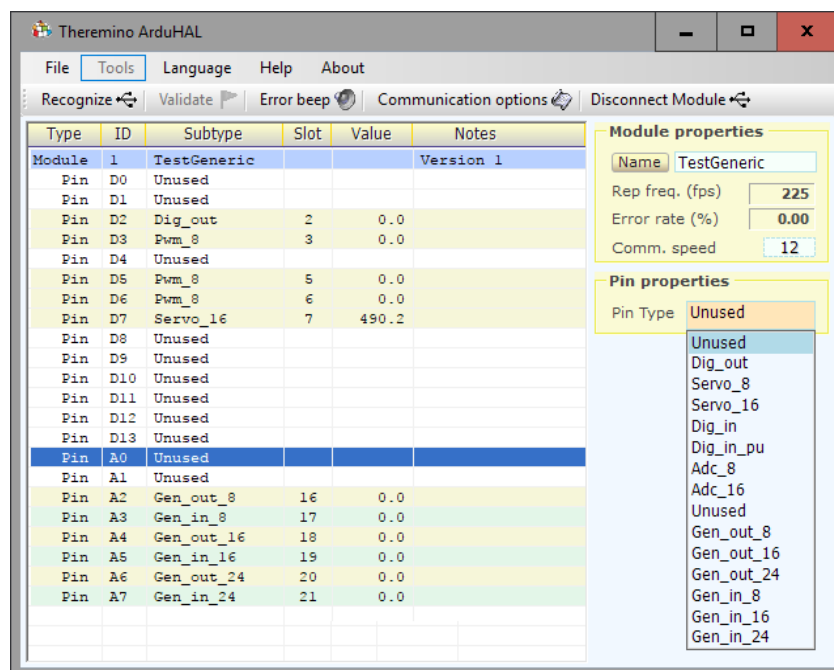 Theremino ArduHAL
File Tools Language Help About
Recognize Validate Error beep Communication options Disconnect Module
Type ID Subtype Slot Value Notes
Module 1 TestGeneric Version 1
Pin D0 Unused
Pin D1 Unused
Pin D2 Dig_out 2 0.0
Pin D3 Pwm_8 3 0.0
Pin D4 Unused
Pin D5 Pwm_8 5 0.0
Pin D6 Pwm_8 6 0.0
Pin D7 Servo_16 7 490.2
Pin D8 Unused
Pin D9 Unused
Pin D10 Unused
Pin D11 Unused
Pin D12 Unused
Pin D13 Unused
Pin A0 Unused
Pin A1 Unused
Pin A2 Gen_out_8 16 0.0
Pin A3 Gen_in_8 17 0.0
Pin A4 Gen_out_16 18 0.0
Pin A5 Gen_in_16 19 0.0
Pin A6 Gen_out_24 20 0.0
Pin A7 Gen_in_24 21 0.0
Module properties
Name TestGeneric
Rep freq. (fps) 225
Error rate (%) 0.00
Comm. speed 12
Pin properties
Pin Type Unused
Unused
Dig_out
Servo_8
Servo_16
Dig_in
Dig_in_pu
Adc_8
Adc_16
Unused
Gen_out_8
Gen_out_16
Gen_out_24
Gen_in_8
Gen_in_16
Gen_in_24